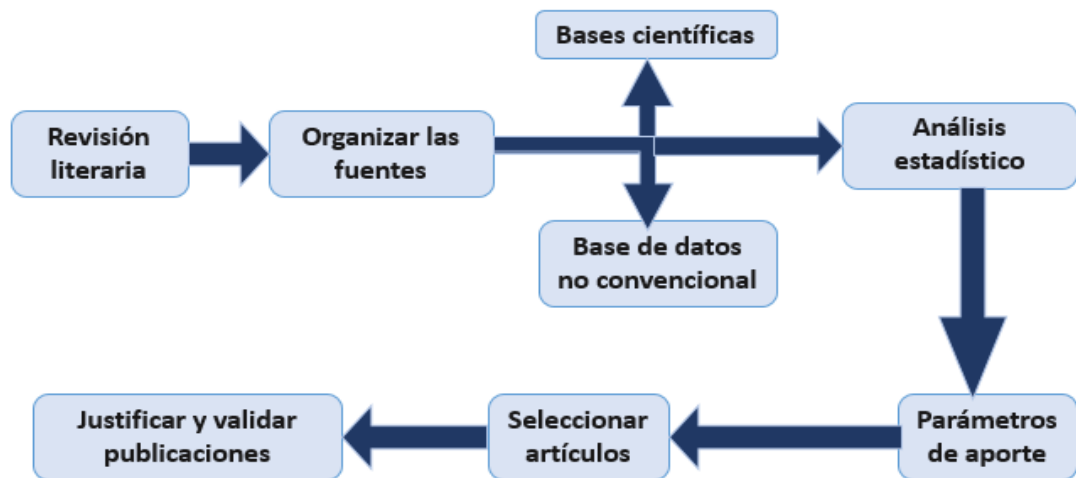 Revisión
literaria
Organizar las
fuentes
Bases científicas
Base de datos
no convencional
Análisis
estadístico
Parámetros
de aporte
Seleccionar
artículos
Justificar y validar
publicaciones